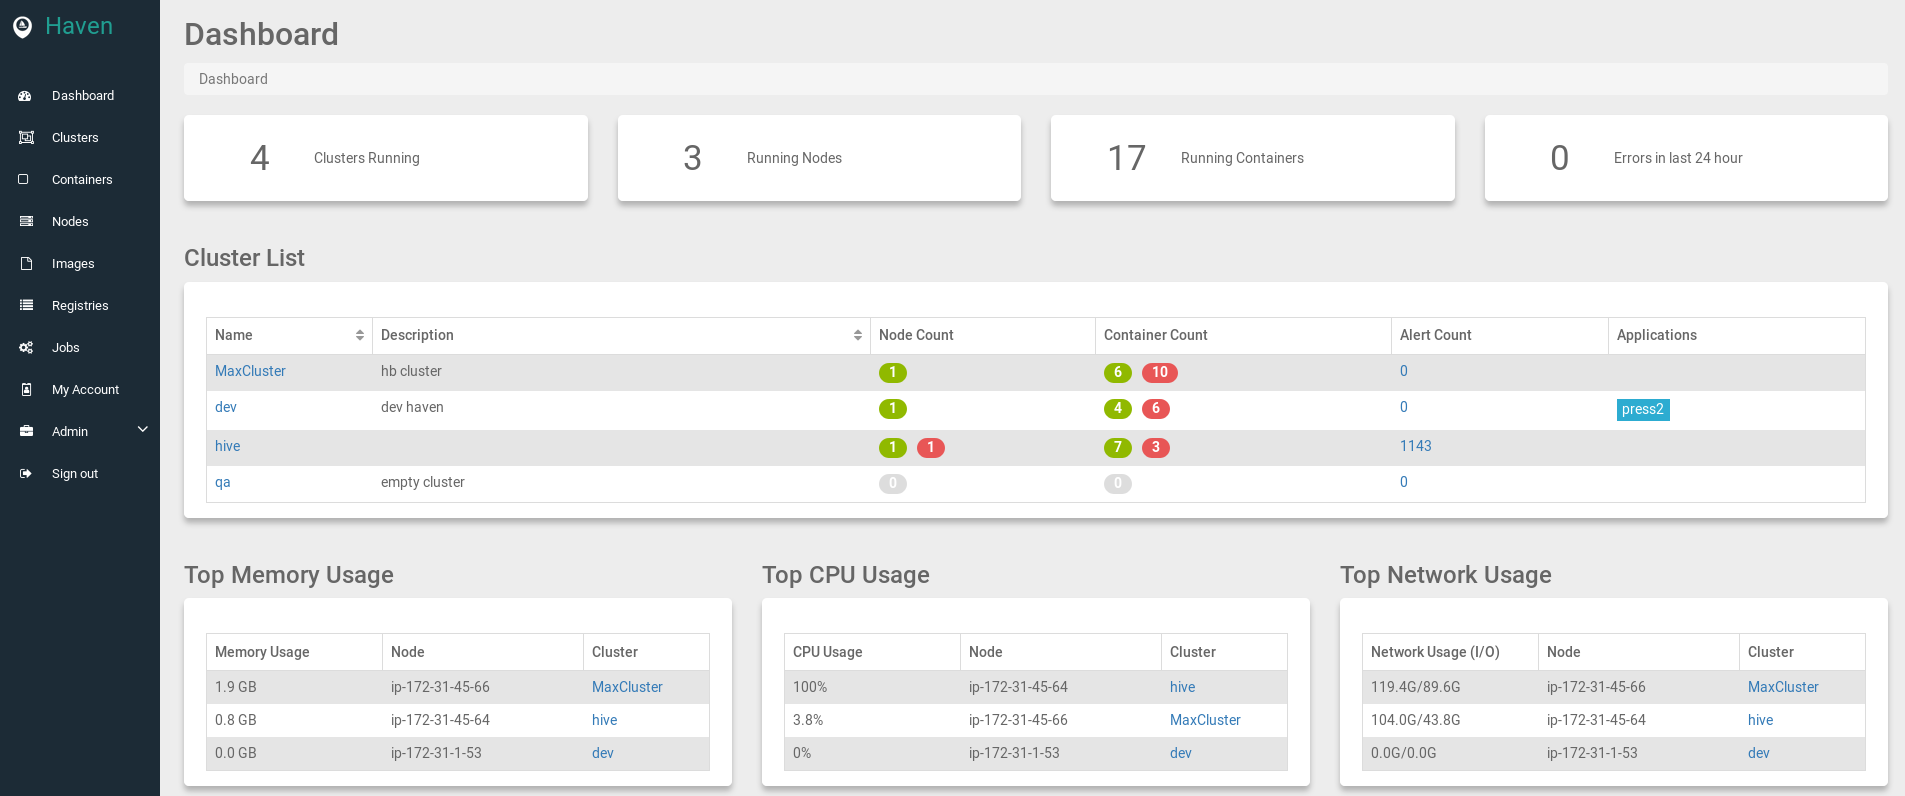 Haven
Dashboard
Clusters
Containers
Nodes
Images
Registries
Jobs
My Account
Admin
Sign out
Dashboard
Dashboard
4 Clusters Running
3 Running Nodes
17 Running Containers
0 Errors in last 24 hour
Cluster List
Name Description Node Count Container Count Alert Count Applications
MaxCluster hb cluster 1 6 10 0
dev dev haven 1 4 6 0 press2
hive 1 1 7 3 1143
qa empty cluster 0 0 0
Top Memory Usage
Memory Usage Node Cluster
1.9 GB ip-172-31-45-66 MaxCluster
0.8 GB ip-172-31-45-64 hive
0.0 GB ip-172-31-1-53 dev
Top CPU Usage
CPU Usage Node Cluster
100% ip-172-31-45-64 hive
3.8% ip-172-31-45-66 MaxCluster
0% ip-172-31-1-53 dev
Top Network Usage
Network Usage (I/O) Node Cluster
119.4G/89.6G ip-172-31-45-66 MaxCluster
104.0G/43.8G ip-172-31-45-64 hive
0.0G/0.0G ip-172-31-1-53 dev